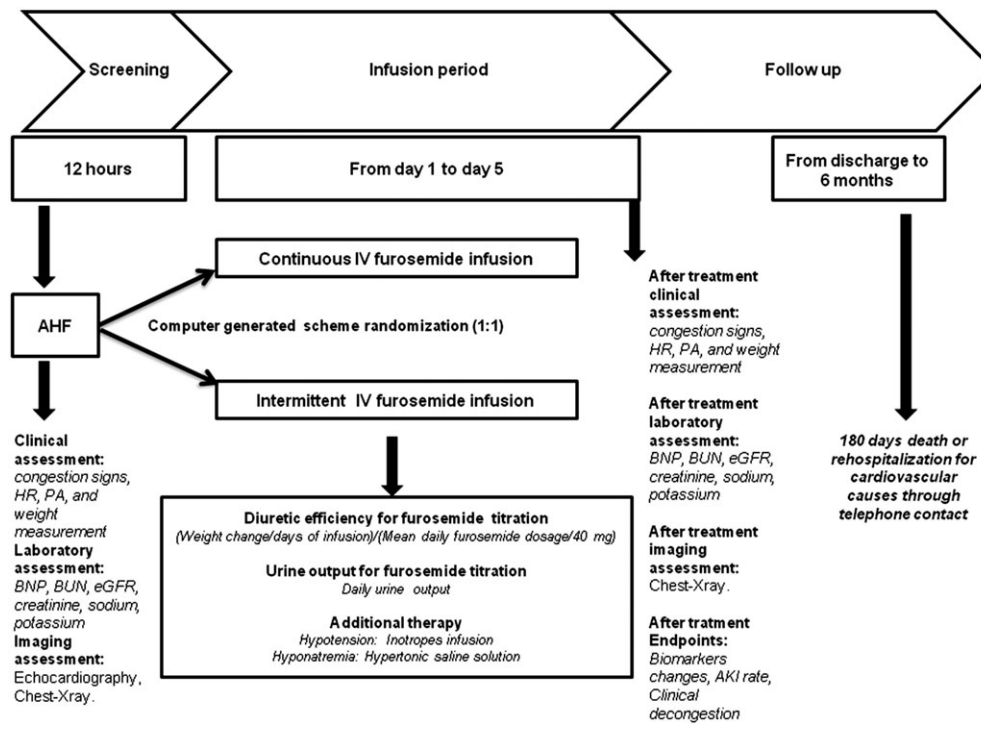 Screening
Infusion period
Follow up
12 hours
From day 1 to day 5
From discharge to
6 months
Continuous IV furosemide infusion
AHF
Computer generated scheme randomization (1:1)
Intermittent IV furosemide infusion
Clinical
assessment:
congestion signs,
HR, PA, and
weight
measurement
Laboratory
assessment:
BNP, BUN, eGFR,
creatinine, sodium,
potassium
Imaging
assessment:
Echocardiography,
Chest-Xray.
Diuretic efficiency for furosemide titration
(Weight change/days of infusion)/(Mean daily furosemide dosage/40 mg)
Urine output for furosemide titration
Daily urine output
Additional therapy
Hypotension: Inotropes infusion
Hyponatremia: Hypertonic saline solution
After treatment
clinical
assessment:
congestion signs,
HR, PA, and weight
measurement
After treatment
laboratory
assessment:
BNP, BUN, eGFR,
creatinine, sodium,
potassium
After treatment
imaging
assessment:
Chest-Xray.
After tratment
Endpoints:
Biomarkers
changes, AKI rate,
Clinical
decongestion
180 days death or
rehospitalization for
cardiovascular
causes through
telephone contact